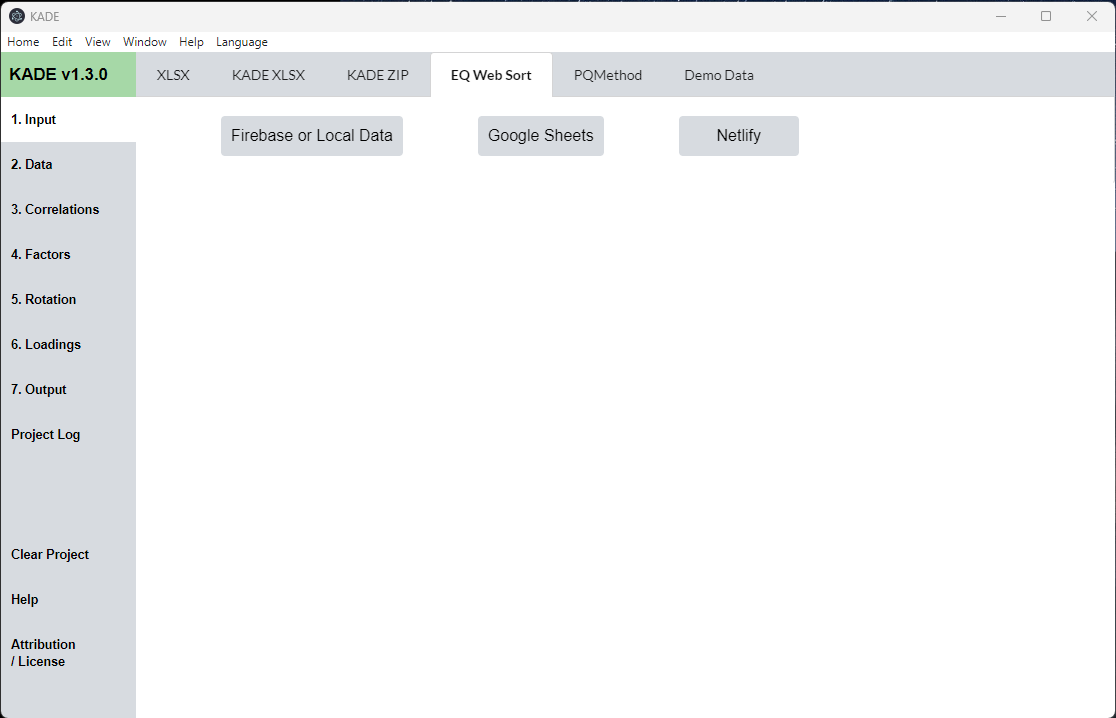 KADE
Home Edit View Window Help Language
KADE v1.3.0 XLSX KADE XLSX KADE ZIP EQ Web Sort PQMethod Demo Data
1. Input
Firebase or Local Data Google Sheets Netlify
2. Data
3. Correlations
4. Factors
5. Rotation
6. Loadings
7. Output
Project Log
Clear Project
Help
Attribution
/ License